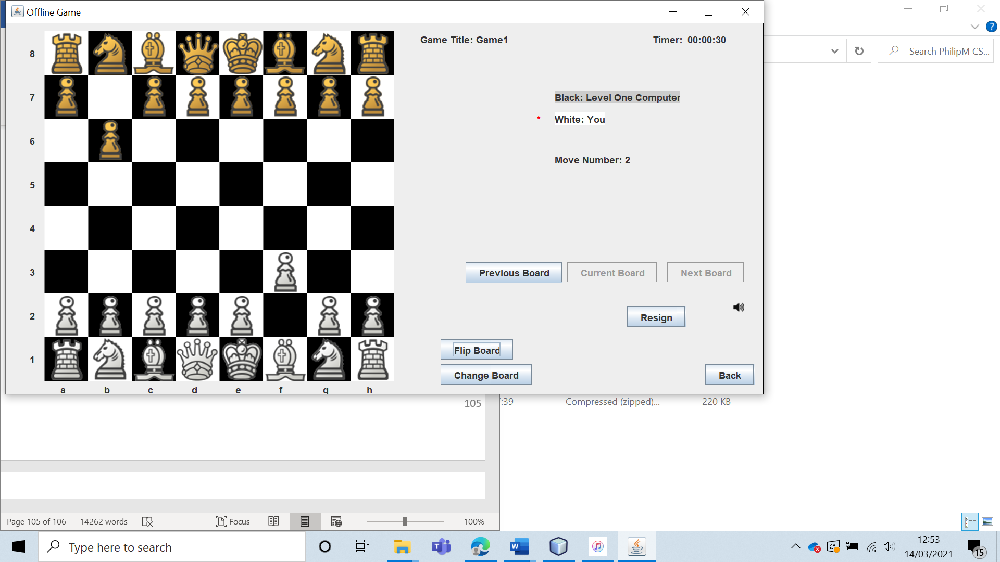 Offline Game
Game Title: Game1
Timer: 00:00:30
8
7
6
5
4
3
2
1
a b c d e f g h
Black: Level One Computer
* White: You
Move Number: 2
Previous Board
Current Board
Next Board
Resign
Flip Board
Change Board
Back
?
Search PhilipM CS...
105
:39
Compressed (zipped)...
220 KB
Page 105 of 106
14262 words
Focus
100%
Type here to search
12:53
14/03/2021
15